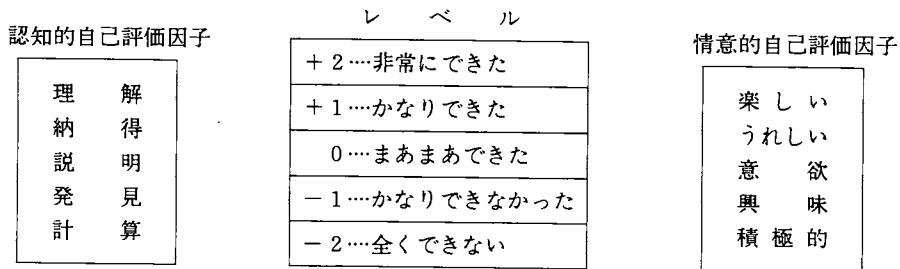 認知的自己評価因子
理解
納得
説明
発見
計算
レベル
+2‥‥非常にできた
+1‥‥かなりできた
0‥‥まあまあできた
-1‥‥かなりできなかった
-2‥‥全くできない
情意的自己評価因子
楽しい
うれしい
意欲
興味
積極的